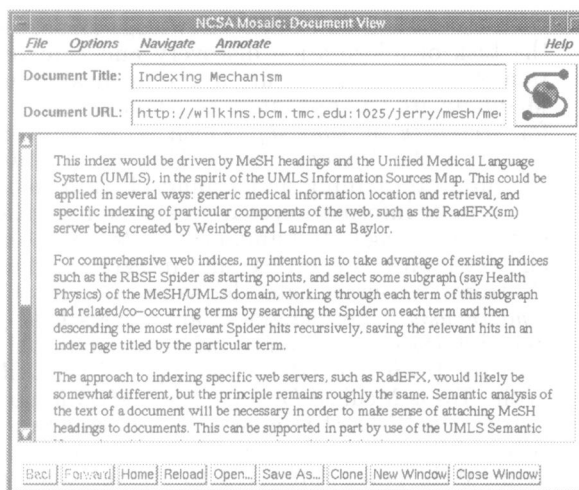 NCSA Mosaic: Document View
File Options Navigate Annotate Help
Document Title: Indexing Mechanism
Document URL: http://wilkins.bcm.tmc.edu:1025/jerry/mesh/me
This index would be driven by MeSH headings and the Unified Medical Language
System (UMLS), in the spirit of the UMLS Information Sources Map. This could be
applied in several ways: generic medical information location and retrieval, and
specific indexing of particular components of the web, such as the RadEFX(sm)
server being created by Weinberg and Laufman at Baylor.
For comprehensive web indices, my intention is to take advantage of existing indices
such as the RBSE Spider as starting points, and select some subgraph (say Health
Physics) of the MeSH/UMLS domain, working through each term of this subgraph
and related/co-occurring terms by searching the Spider on each term and then
descending the most relevant Spider hits recursively, saving the relevant hits in an
index page titled by the particular term.
The approach to indexing specific web servers, such as RadEFX, would likely be
somewhat different, but the principle remains roughly the same. Semantic analysis of
the text of a document will be necessary in order to make sense of attaching MeSH
headings to documents. This can be supported in part by use of the UMLS Semantic
Back Forward Home Reload Open... Save As... Clone New Window Close Window